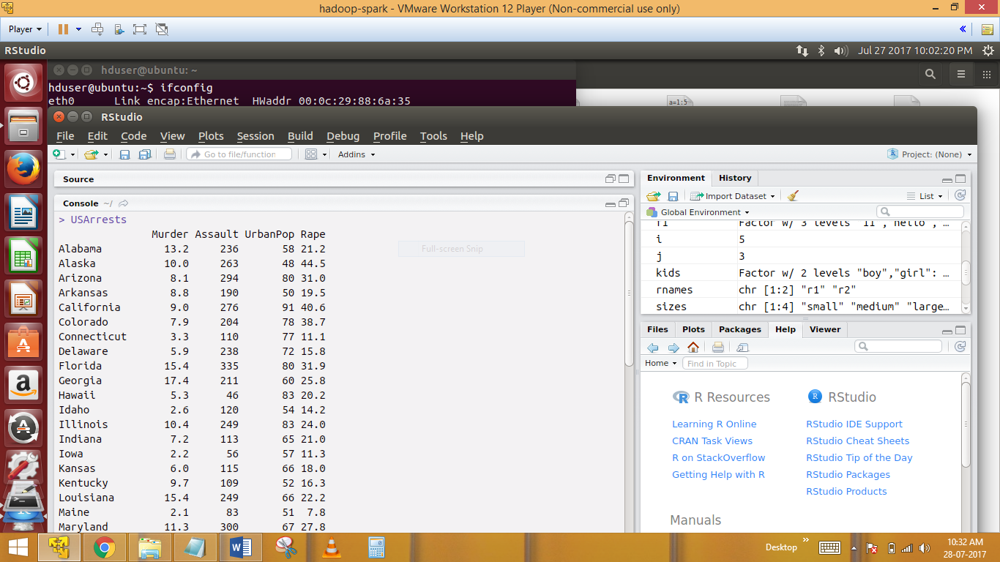 hadoop-spark - VMware Workstation 12 Player (Non-commercial use only)
Player
RStudio
Jul 27 2017 10:02:20 PM
hduser@ubuntu: ~
hduser@ubuntu:~$ ifconfig
eth0 Link encap:Ethernet HWaddr 00:0c:29:88:6a:35
a=1:5
RStudio
File Edit Code View Plots Session Build Debug Profile Tools Help
Go to file/function
Addins
Project: (None)
Source
Console ~/
> USArrests
Murder Assault UrbanPop Rape
Alabama 13.2 236 58 21.2
Alaska 10.0 263 48 44.5
Arizona 8.1 294 80 31.0
Arkansas 8.8 190 50 19.5
California 9.0 276 91 40.6
Colorado 7.9 204 78 38.7
Connecticut 3.3 110 77 11.1
Delaware 5.9 238 72 15.8
Florida 15.4 335 80 31.9
Georgia 17.4 211 60 25.8
Hawaii 5.3 46 83 20.2
Idaho 2.6 120 54 14.2
Illinois 10.4 249 83 24.0
Indiana 7.2 113 65 21.0
Iowa 2.2 56 57 11.3
Kansas 6.0 115 66 18.0
Kentucky 9.7 109 52 16.3
Louisiana 15.4 249 66 22.2
Maine 2.1 83 51 7.8
Maryland 11.3 300 67 27.8
Full-screen Snip
Environment History
Import Dataset
List
Global Environment
Factor w/ 3 levels
i 5
j 3
kids Factor w/ 2 levels "boy","girl": …
rnames chr [1:2] "r1" "r2"
sizes chr [1:4] "small" "medium" "large…
Files Plots Packages Help Viewer
Home
Find in Topic
R Resources
Learning R Online
CRAN Task Views
R on StackOverflow
Getting Help with R
RStudio
RStudio IDE Support
RStudio Cheat Sheets
RStudio Tip of the Day
RStudio Packages
RStudio Products
Manuals
Desktop
10:32 AM
28-07-2017